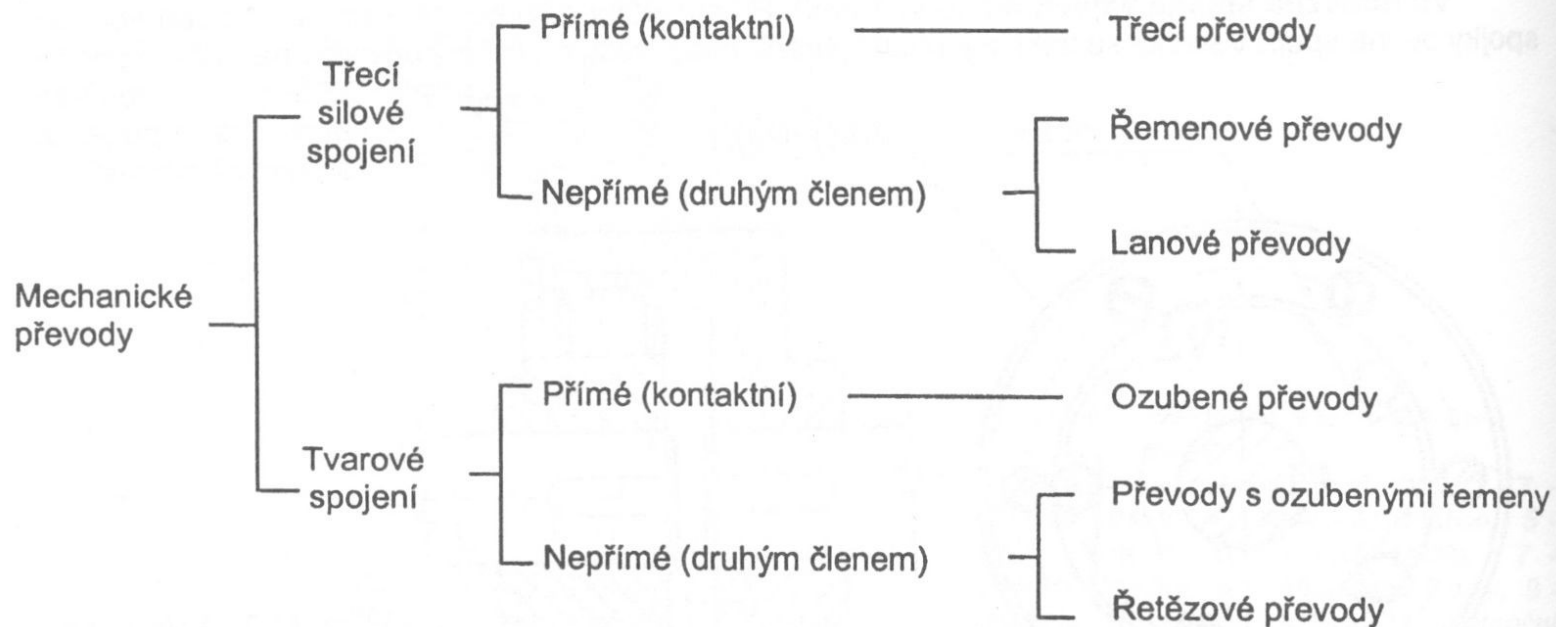 Mechanické
převody
Třecí
silové
spojení
Přímé (kontaktní)
Třecí převody
Nepřímé (druhým členem)
Řemenové převody
Lanové převody
Tvarové
spojení
Přímé (kontaktní)
Ozubené převody
Nepřímé (druhým členem)
Převody s ozubenými řemeny
Řetězové převody